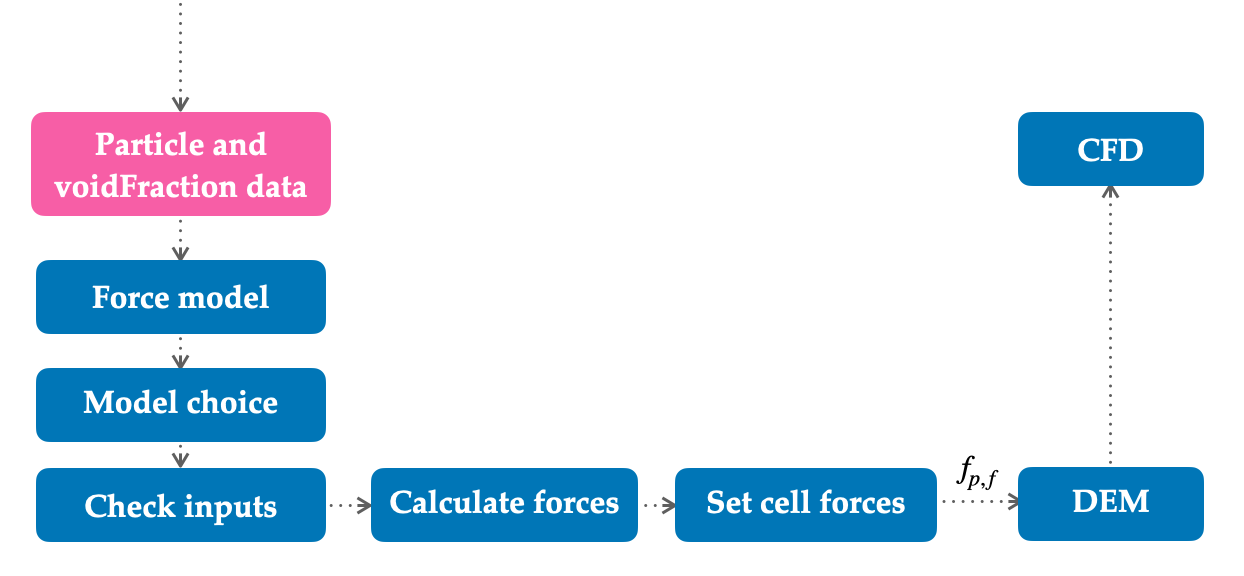 Particle and
voidFraction data
CFD
Force model
Model choice
Check inputs
Calculate forces
Set cell forces
f_{p,f}
DEM